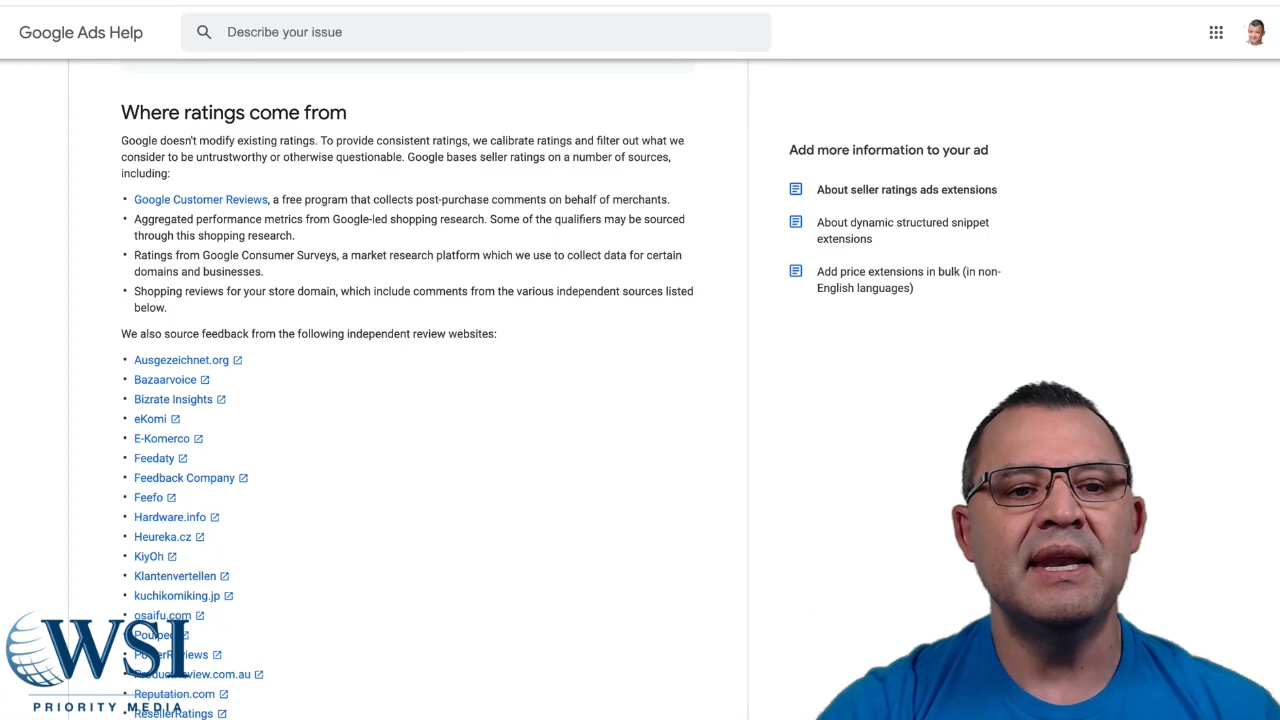 Google Ads Help
Describe your issue
Where ratings come from
Google doesn't modify existing ratings. To provide consistent ratings, we calibrate ratings and filter out what we
consider to be untrustworthy or otherwise questionable. Google bases seller ratings on a number of sources,
including:
• Google Customer Reviews, a free program that collects post-purchase comments on behalf of merchants.
• Aggregated performance metrics from Google-led shopping research. Some of the qualifiers may be sourced
through this shopping research.
• Ratings from Google Consumer Surveys, a market research platform which we use to collect data for certain
domains and businesses.
• Shopping reviews for your store domain, which include comments from the various independent sources listed
below.
We also source feedback from the following independent review websites:
• Ausgezeichnet.org
• Bazaarvoice
• Bizrate Insights
• eKomi
• E-Komerco
• Feedaty
• Feedback Company
• Feefo
• Hardware.info
• Heureka.cz
• KiyOh
• Klantenvertellen
• kuchikomiking.jp
• osaifu.com
• PowerReviews
• ProductReview.com.au
• Reputation.com
• ResellerRatings
Add more information to your ad
About seller ratings ads extensions
About dynamic structured snippet
extensions
Add price extensions in bulk (in non-
English languages)
WSI
PRIORITY MEDIA